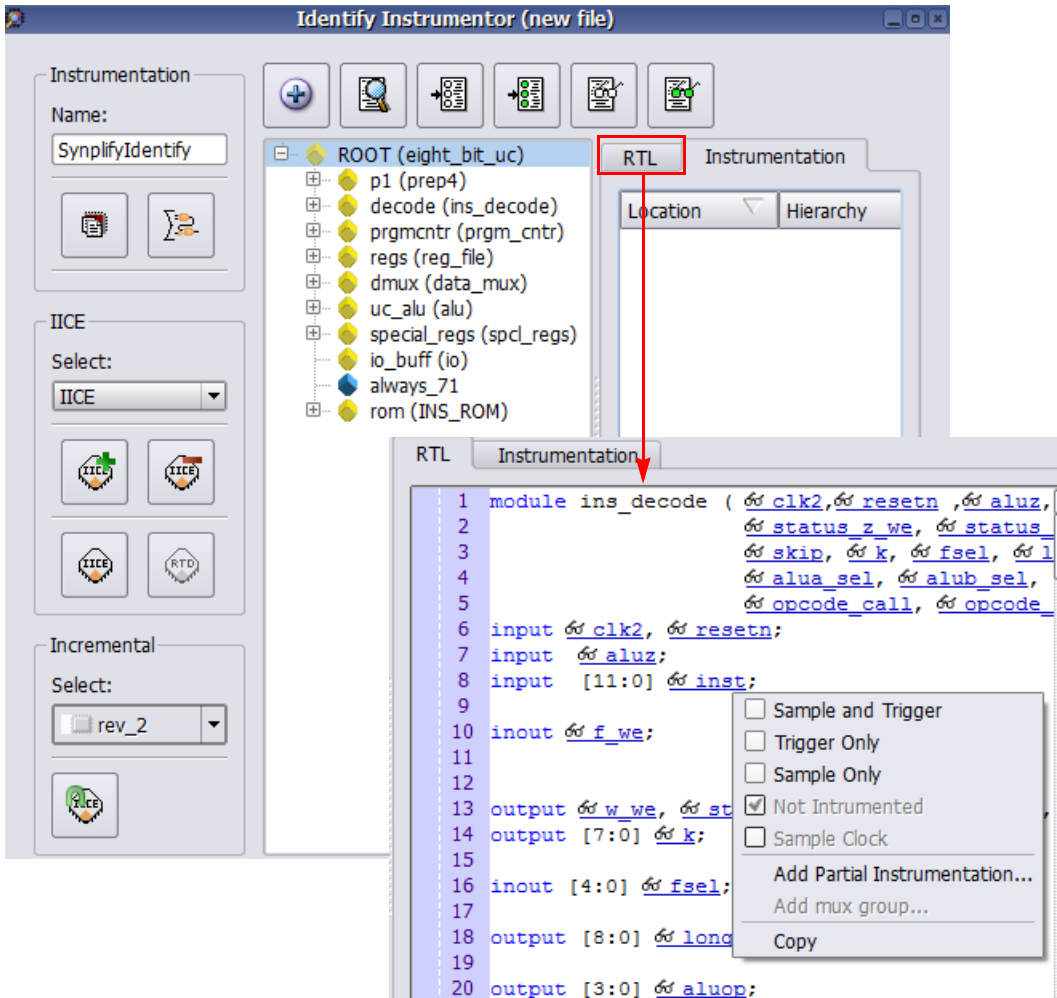 Identify Instrumentor (new file)
Instrumentation
Name:
SynplifyIdentify
IICE
Select:
IICE
IICE
IICE
IICE
RTD
Incremental
Select:
rev_2
ROOT (eight_bit_uc)
p1 (prep4)
decode (ins_decode)
prgmcntr (prgm_cntr)
regs (reg_file)
dmux (data_mux)
uc_alu (alu)
special_regs (spcl_regs)
io_buff (io)
always_71
rom (INS_ROM)
RTL Instrumentation
Location Hierarchy
RTL Instrumentation
1 module ins_decode ( clk2, resetn , aluz,
2 status_z_we, status_
3 skip, k, fsel, l
4 alua_sel, alub_sel,
5 opcode_call, opcode_
6 input clk2, resetn;
7 input aluz;
8 input [11:0] inst;
9
10 inout f_we;
11
12
13 output w_we, st
14 output [7:0] k;
15
16 inout [4:0] fsel;
17
18 output [8:0] long
19
20 output [3:0] aluop;
Sample and Trigger
Trigger Only
Sample Only
Not Intrumented
Sample Clock
Add Partial Instrumentation...
Add mux group...
Copy